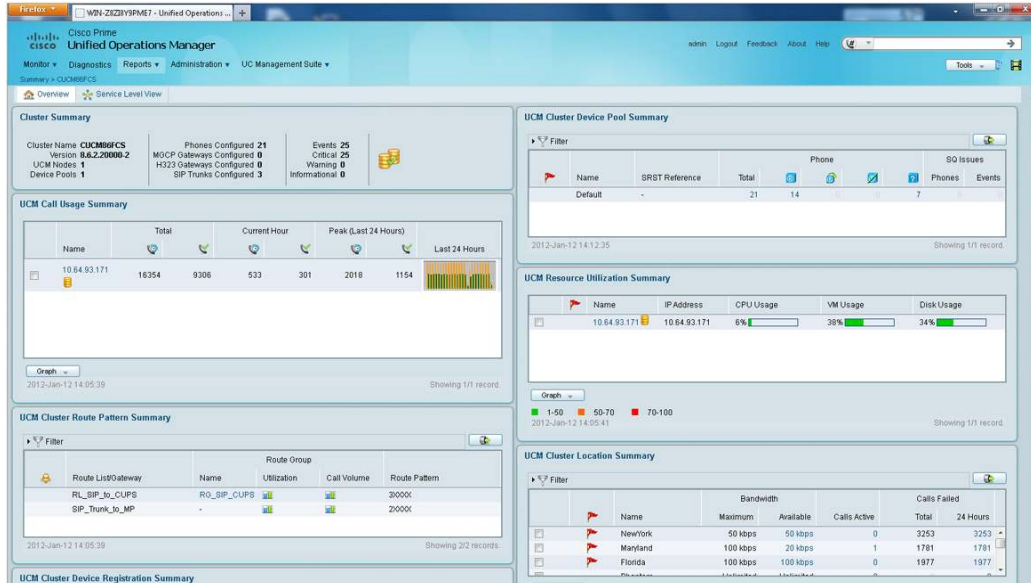 Firefox
WIN-Z8ZI8Y9PME7 - Unified Operations ...
+
cisco
Cisco Prime
Unified Operations Manager
admin Logout Feedback About Help
Monitor Diagnostics Reports Administration UC Management Suite
Tools
Summary > CUCM86FCS
Overview Service Level View
Cluster Summary
Cluster Name CUCM86FCS
Version 8.6.2.20000-2
UCM Nodes 1
Device Pools 1
Phones Configured 21
MGCP Gateways Configured 0
H323 Gateways Configured 0
SIP Trunks Configured 3
Events 25
Critical 25
Warning 0
Informational 0
UCM Call Usage Summary
Total Current Hour Peak (Last 24 Hours)
Name Last 24 Hours
10.64.93.171 16354 9306 533 301 2018 1154
Graph
2012-Jan-12 14:05:39 Showing 1/1 record.
UCM Cluster Route Pattern Summary
Filter
Route Group
Route List/Gateway Name Utilization Call Volume Route Pattern
RL_SIP_to_CUPS RG_SIP_CUPS 3XXXX
SIP_Trunk_to_MP - 2XXXX
2012-Jan-12 14:05:39 Showing 2/2 records.
UCM Cluster Device Registration Summary
UCM Cluster Device Pool Summary
Filter
Phone SQ Issues
Name SRST Reference Total Phones Events
Default - 21 14 0 0 7 0 0
2012-Jan-12 14:12:35 Showing 1/1 record.
UCM Resource Utilization Summary
Name IP Address CPU Usage VM Usage Disk Usage
10.64.93.171 10.64.93.171 6% 38% 34%
Graph
1-50 50-70 70-100
2012-Jan-12 14:05:41 Showing 1/1 record.
UCM Cluster Location Summary
Filter
Bandwidth Calls Failed
Name Maximum Available Calls Active Total 24 Hours
NewYork 50 kbps 50 kbps 0 3253 3253
Maryland 100 kbps 20 kbps 1 1781 1781
Florida 100 kbps 100 kbps 0 1977 1977